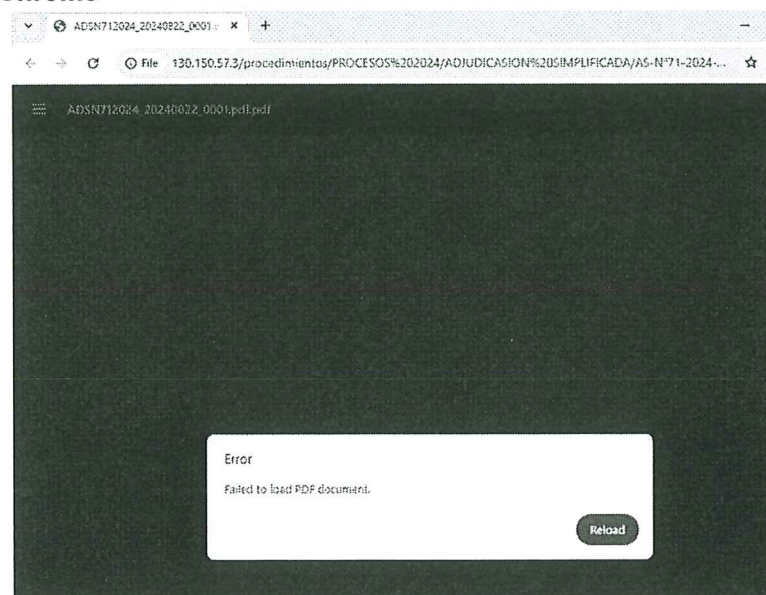 ADSN712024_20240822_0001
File 130.150.57.3/procedimientos/PROCESOS%202024/ADJUDICASION%20SIMPLIFICADA/AS-N°71-2024-...
ADSN712024_20240822_0001.pdf.pdf
Error
Failed to load PDF document.
Reload